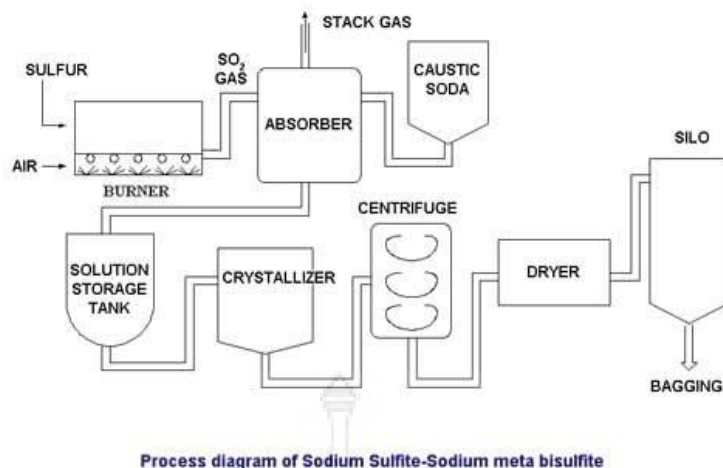 STACK GAS
SULFUR
SO2
GAS
CAUSTIC
SODA
ABSORBER
SILO
AIR
BURNER
CENTRIFUGE
SOLUTION
STORAGE
TANK
CRYSTALLIZER
DRYER
BAGGING
Process diagram of Sodium Sulfite-Sodium meta bisulfite